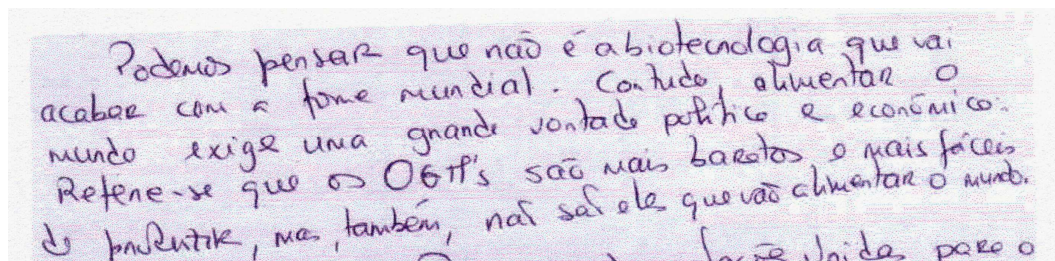 Podemos pensar que não é a biotecnologia que vai
acabar com a fome mundial. Contudo, alimentar o
mundo exige uma grande vontade política e económica.
Refere-se que os OGM's são mais baratos e mais fáceis
de produzir, mas, também, não são eles que vão alimentar o mundo.
Unidas para o